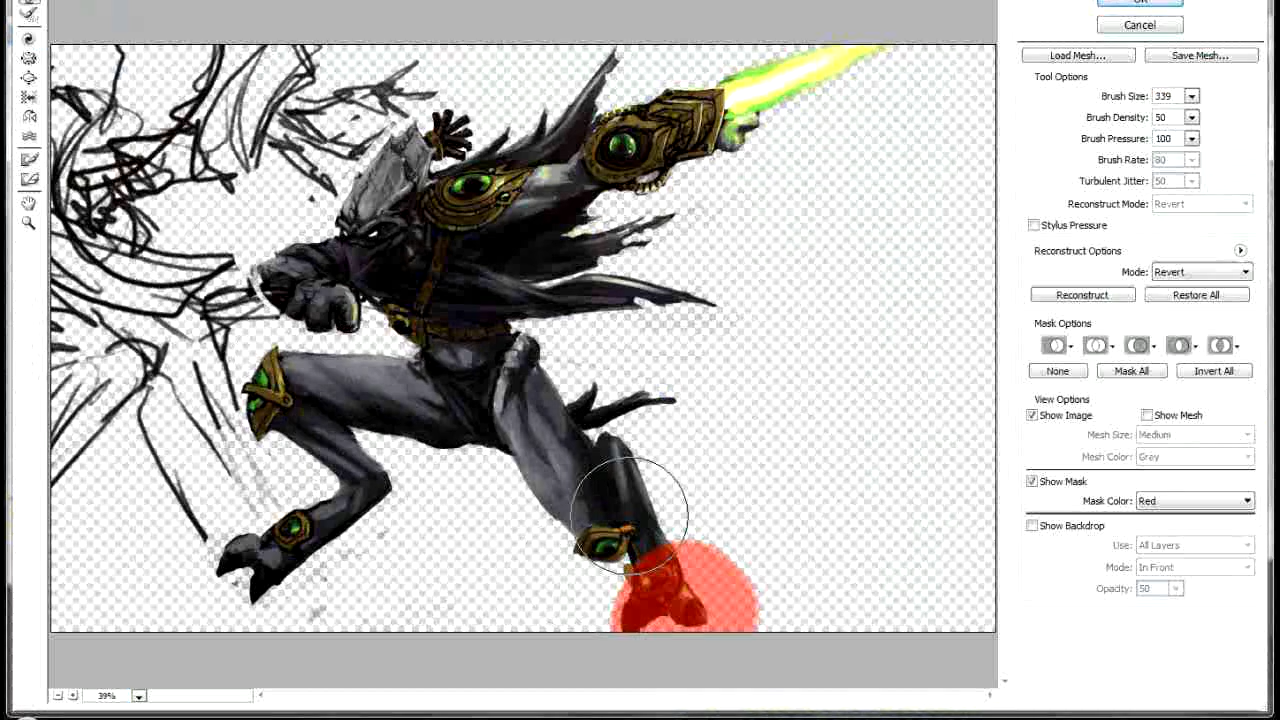 OK
Cancel
Load Mesh... Save Mesh...
Tool Options
Brush Size: 339
Brush Density: 50
Brush Pressure: 100
Brush Rate: 80
Turbulent Jitter: 50
Reconstruct Mode: Revert
Stylus Pressure
Reconstruct Options
Mode: Revert
Reconstruct Restore All
Mask Options
None Mask All Invert All
View Options
Show Image Show Mesh
Mesh Size: Medium
Mesh Color: Gray
Show Mask
Mask Color: Red
Show Backdrop
Use: All Layers
Mode: In Front
Opacity: 50
39%